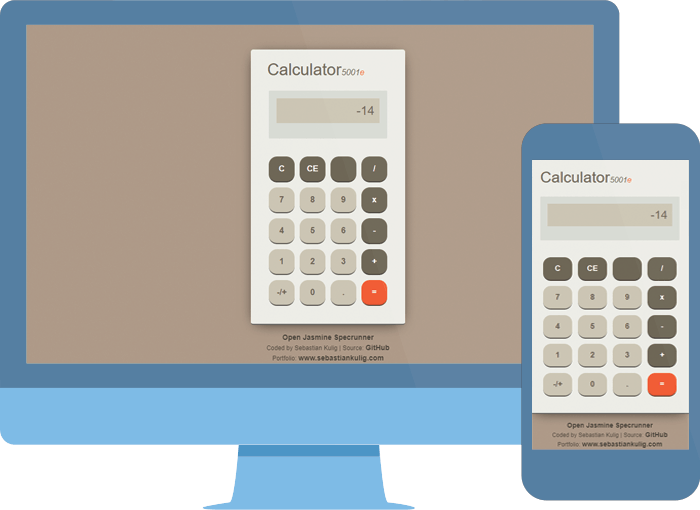 Calculator5001e
-14
C CE /
7 8 9 x
4 5 6 -
1 2 3 +
-/+ 0 . =
Open Jasmine Specrunner
Coded by Sebastian Kulig | Source: GitHub
Portfolio: www.sebastiankulig.com
Calculator5001e
-14
C CE /
7 8 9 x
4 5 6 -
1 2 3 +
-/+ 0 . =
Open Jasmine Specrunner
Coded by Sebastian Kulig | Source: GitHub
Portfolio: www.sebastiankulig.com